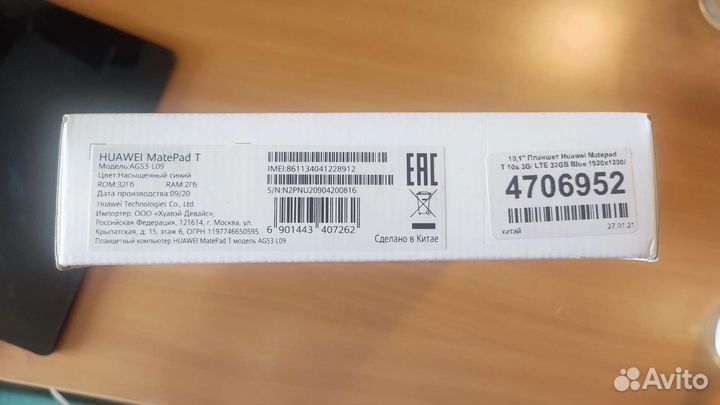 HUAWEI MatePad T
Модель:AGS3-L09
Цвет:Насыщенный синий
ROM:32Гб RAM:2Гб
Дата производства:09/20
Huawei Technologies Co., Ltd.
Импортер: ООО «Хуавэй Девайс»,
Российская Федерация, 121614, г. Москва, ул.
Крылатская, д. 15, этаж 6, ОГРН 1197746650595.
Планшетный компьютер HUAWEI MatePad T модель AGS3-L09
IMEI:861134041228912
S/N:N2PNU20904200816
6 901443 407262
EAC
Сделано в Китае
10,1" Планшет Huawei Matepad
T 10s 3G/ LTE 32GB Blue 1920x1200/
4706952
китай 27.01.21
Avito